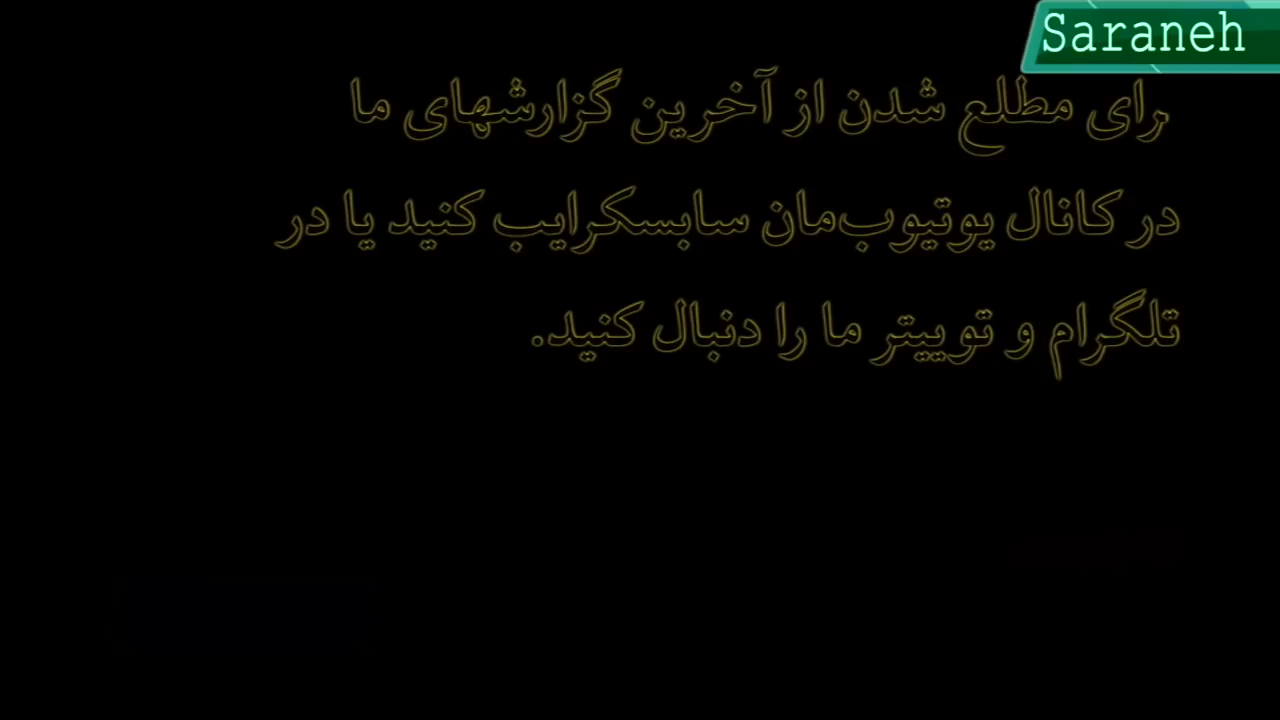 Saraneh
برای مطلع شدن از آخرین گزارشهای ما
در کانال یوتیوب‌مان سابسکرایب کنید یا در
تلگرام و توییتر ما را دنبال کنید.